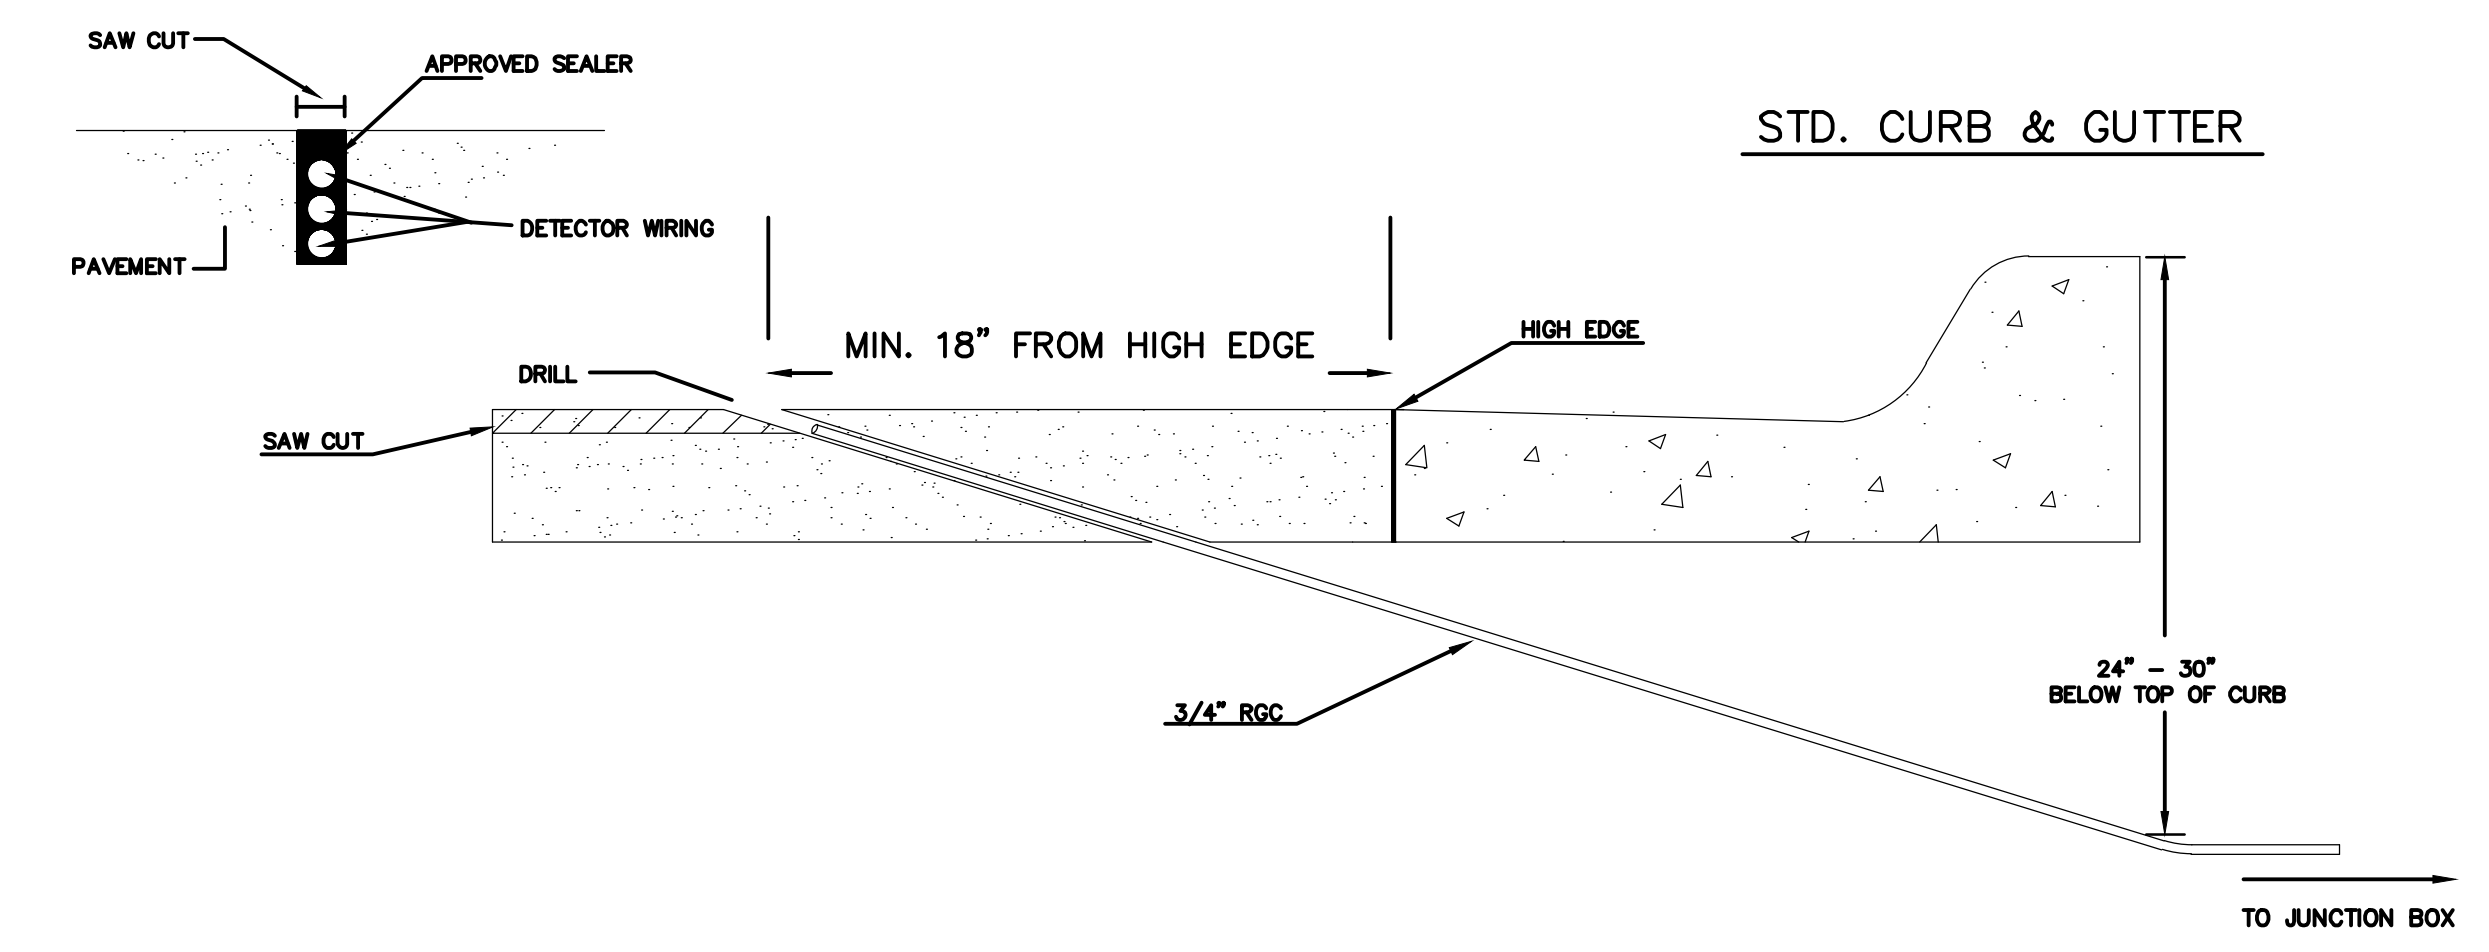 SAW CUT
APPROVED SEALER
STD. CURB & GUTTER
DETECTOR WIRING
PAVEMENT
MIN. 18" FROM HIGH EDGE
HIGH EDGE
DRILL
SAW CUT
24" - 30"
BELOW TOP OF CURB
3/4" RGC
TO JUNCTION BOX